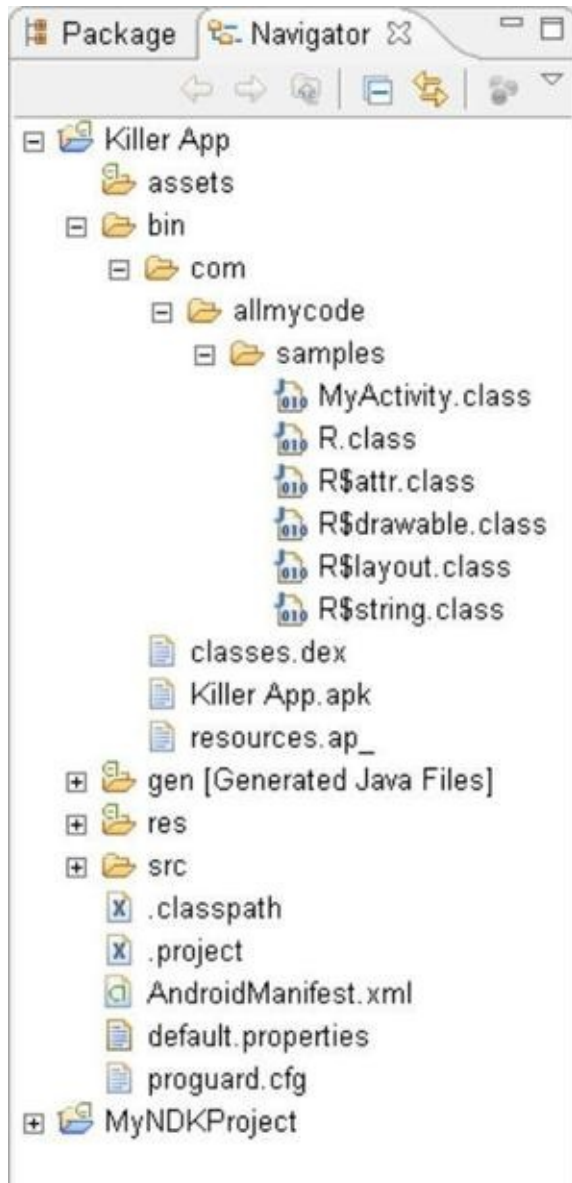 Package Navigator
Killer App
assets
bin
com
allmycode
samples
MyActivity.class
R.class
R$attr.class
R$drawable.class
R$layout.class
R$string.class
classes.dex
Killer App.apk
resources.ap_
gen [Generated Java Files]
res
src
.classpath
.project
AndroidManifest.xml
default.properties
proguard.cfg
MyNDKProject